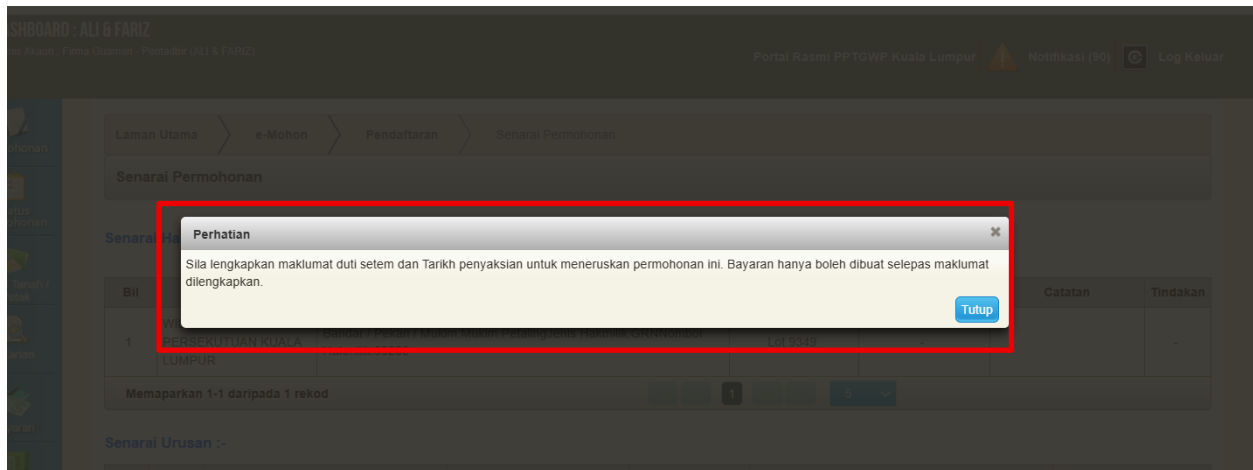 SHBOARD : ALI & FARIZ
Portal Rasmi PPTGWP Kuala Lumpur
Notifikasi (90)
Log Keluar
Laman Utama
e-Mohon
Pendaftaran
Senarai Permohonan
Senarai Permohonan
Perhatian
Sila lengkapkan maklumat duti setem dan Tarikh penyaksian untuk meneruskan permohonan ini. Bayaran hanya boleh dibuat selepas maklumat
dilengkapkan.
Tutup
Bil
Catatan
Tindakan
1
PERSEKUTUAN KUALA
LUMPUR
Lot 9349
-
-
Memaparkan 1-1 daripada 1 rekod
1
5
Senarai Urusan :-